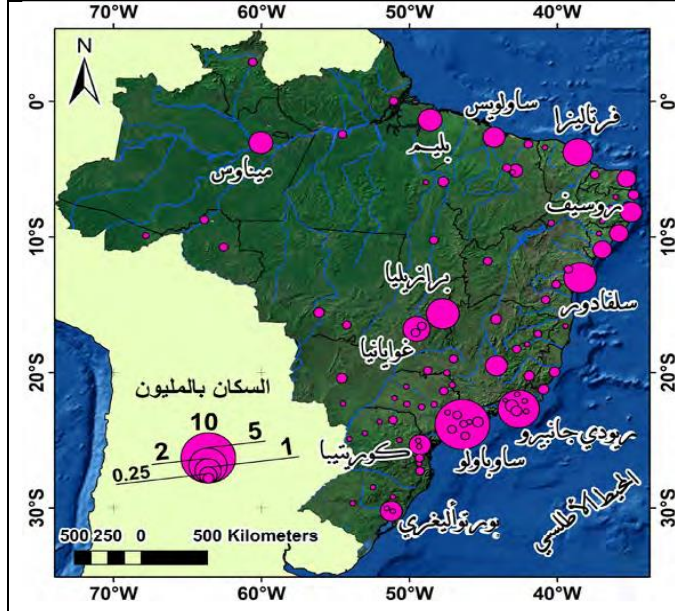 70°W 60°W 50°W 40°W
N
0°
10°S
20°S
30°S
0°
10°S
20°S
30°S
ساولويس
فرتاليزا
بليم
ميناوس
روسيف
برازيليا
سلفادور
غوايانيا
السكان بالمليون
10
5
2
1
0.25
ريودي جانيرو
ساوباولو
كوريتيبا
المحيط الأطلسي
بورتوأليغري
500 250 0 500 Kilometers
70°W 60°W 50°W 40°W